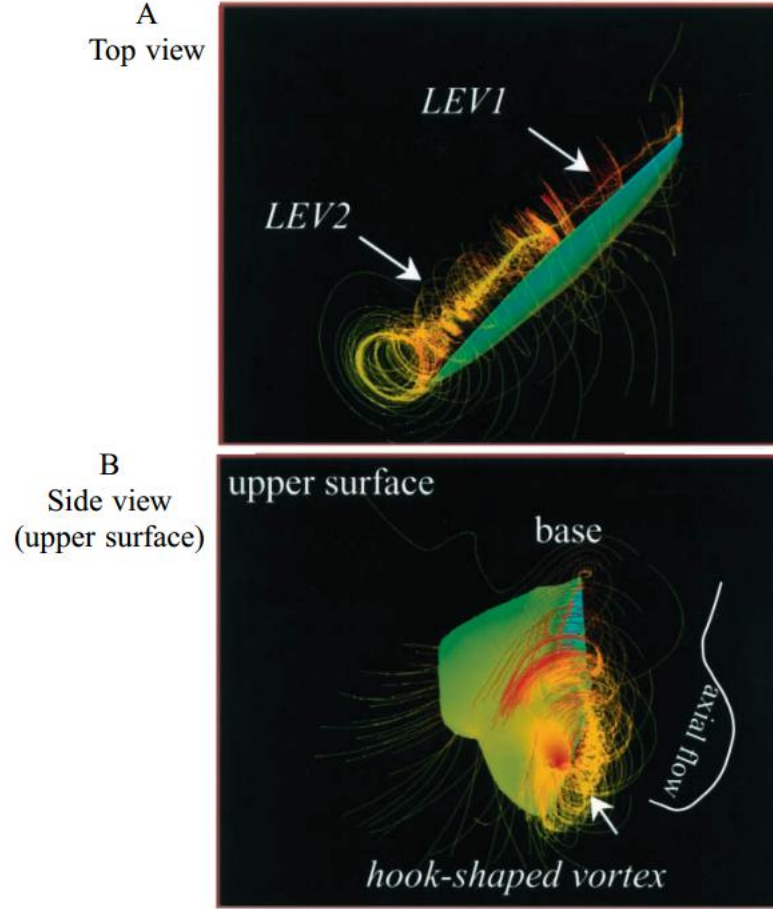 A
Top view
LEV1
LEV2
B
Side view
(upper surface)
upper surface
base
axial flow
hook-shaped vortex